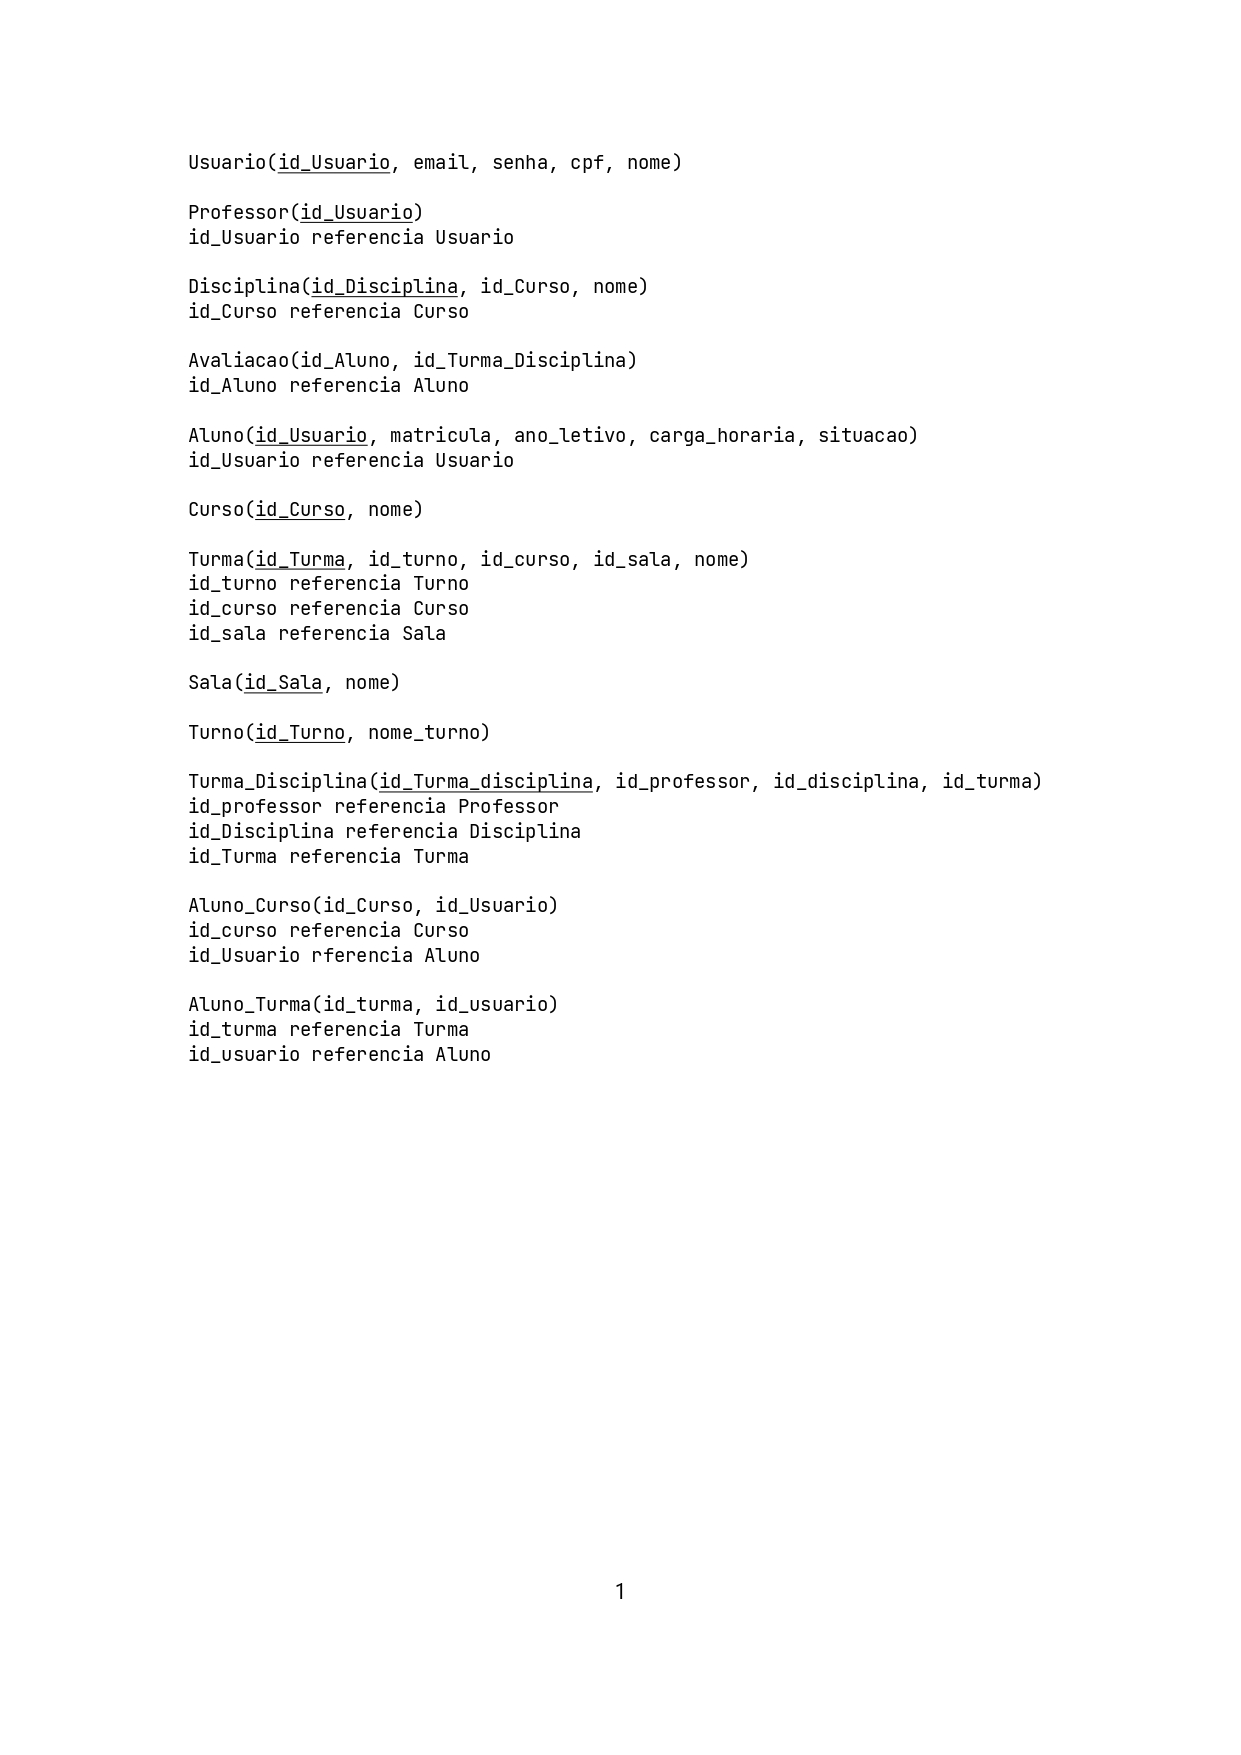 Usuario(id_Usuario, email, senha, cpf, nome)
Professor(id_Usuario)
id_Usuario referencia Usuario
Disciplina(id_Disciplina, id_Curso, nome)
id_Curso referencia Curso
Avaliacao(id_Aluno, id_Turma_Disciplina)
id_Aluno referencia Aluno
Aluno(id_Usuario, matricula, ano_letivo, carga_horaria, situacao)
id_Usuario referencia Usuario
Curso(id_Curso, nome)
Turma(id_Turma, id_turno, id_curso, id_sala, nome)
id_turno referencia Turno
id_curso referencia Curso
id_sala referencia Sala
Sala(id_Sala, nome)
Turno(id_Turno, nome_turno)
Turma_Disciplina(id_Turma_disciplina, id_professor, id_disciplina, id_turma)
id_professor referencia Professor
id_Disciplina referencia Disciplina
id_Turma referencia Turma
Aluno_Curso(id_Curso, id_Usuario)
id_curso referencia Curso
id_Usuario rferencia Aluno
Aluno_Turma(id_turma, id_usuario)
id_turma referencia Turma
id_usuario referencia Aluno
1